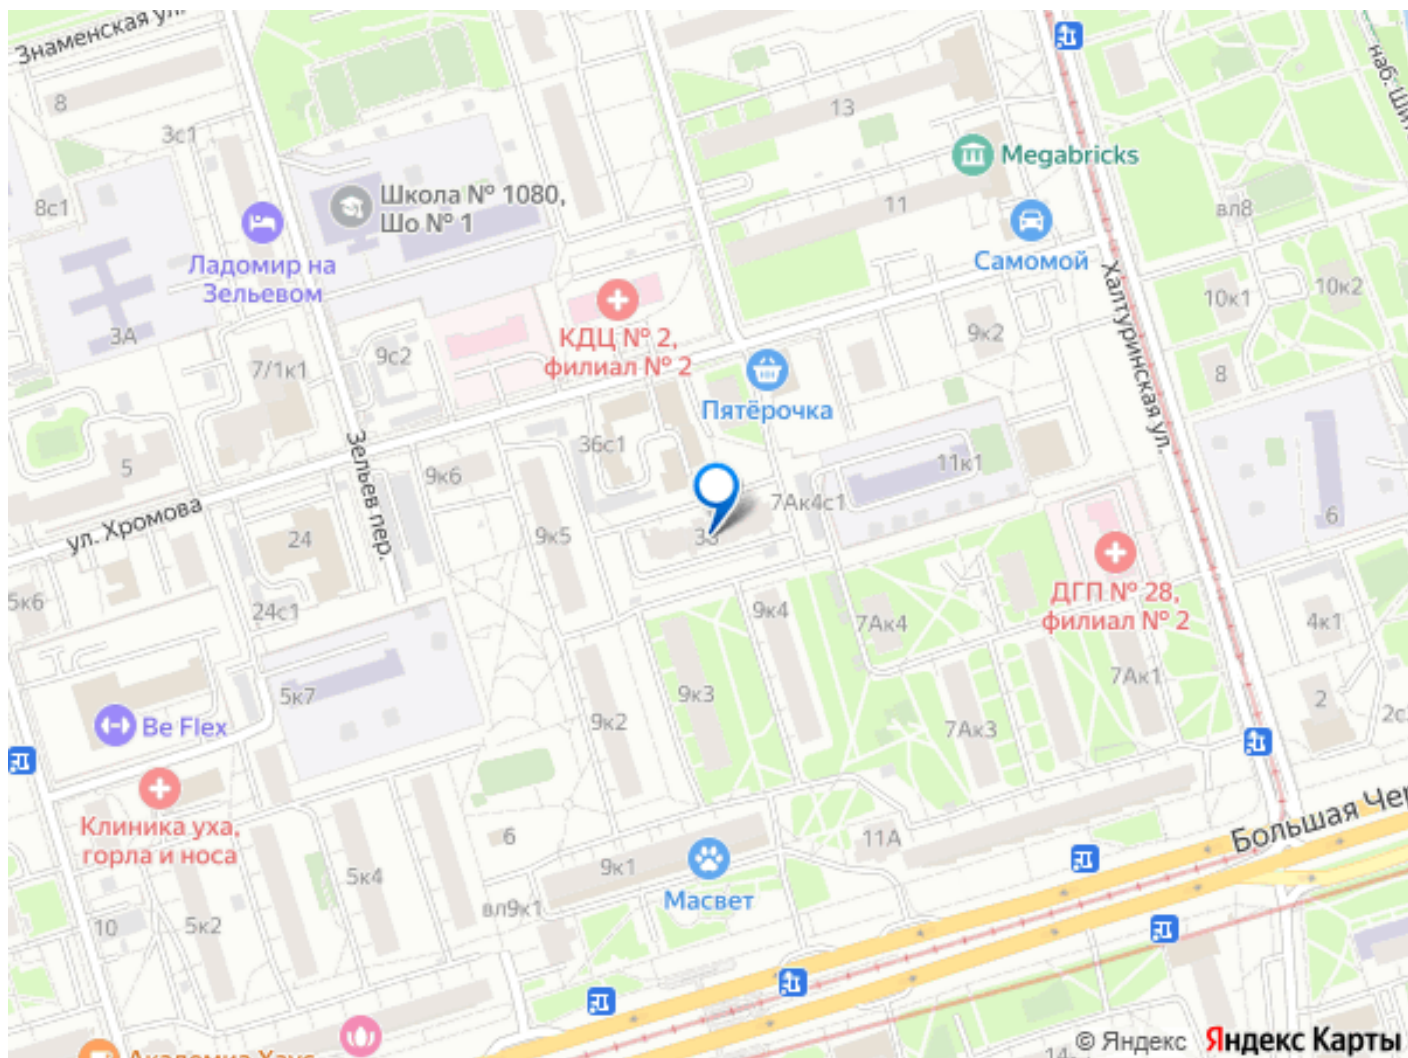 Знаменская ул.
8
3с1
8с1
Школа № 1080,
Шо № 1
Ладомир на
Зельевом
3А
7/1к1
9с2
КДЦ № 2,
филиал № 2
13
Megabricks
11
Самомой
вл8
10к1
10к2
9к2
8
Халтуринская ул.
Пятёрочка
5
36с1
9к6
Зельев пер.
ул. Хромова
24
9к5
7Ак4с1
11к1
6
5к6
24с1
ДГП № 28,
филиал № 2
9к4
7Ак4
4к1
5к7
9к3
7Ак1
2
Be Flex
9к2
7Ак3
Клиника уха,
горла и носа
6
11А
9к1
Большая Чер
5к4
Масвет
вл9к1
10
5к2
© Яндекс Яндекс Карты